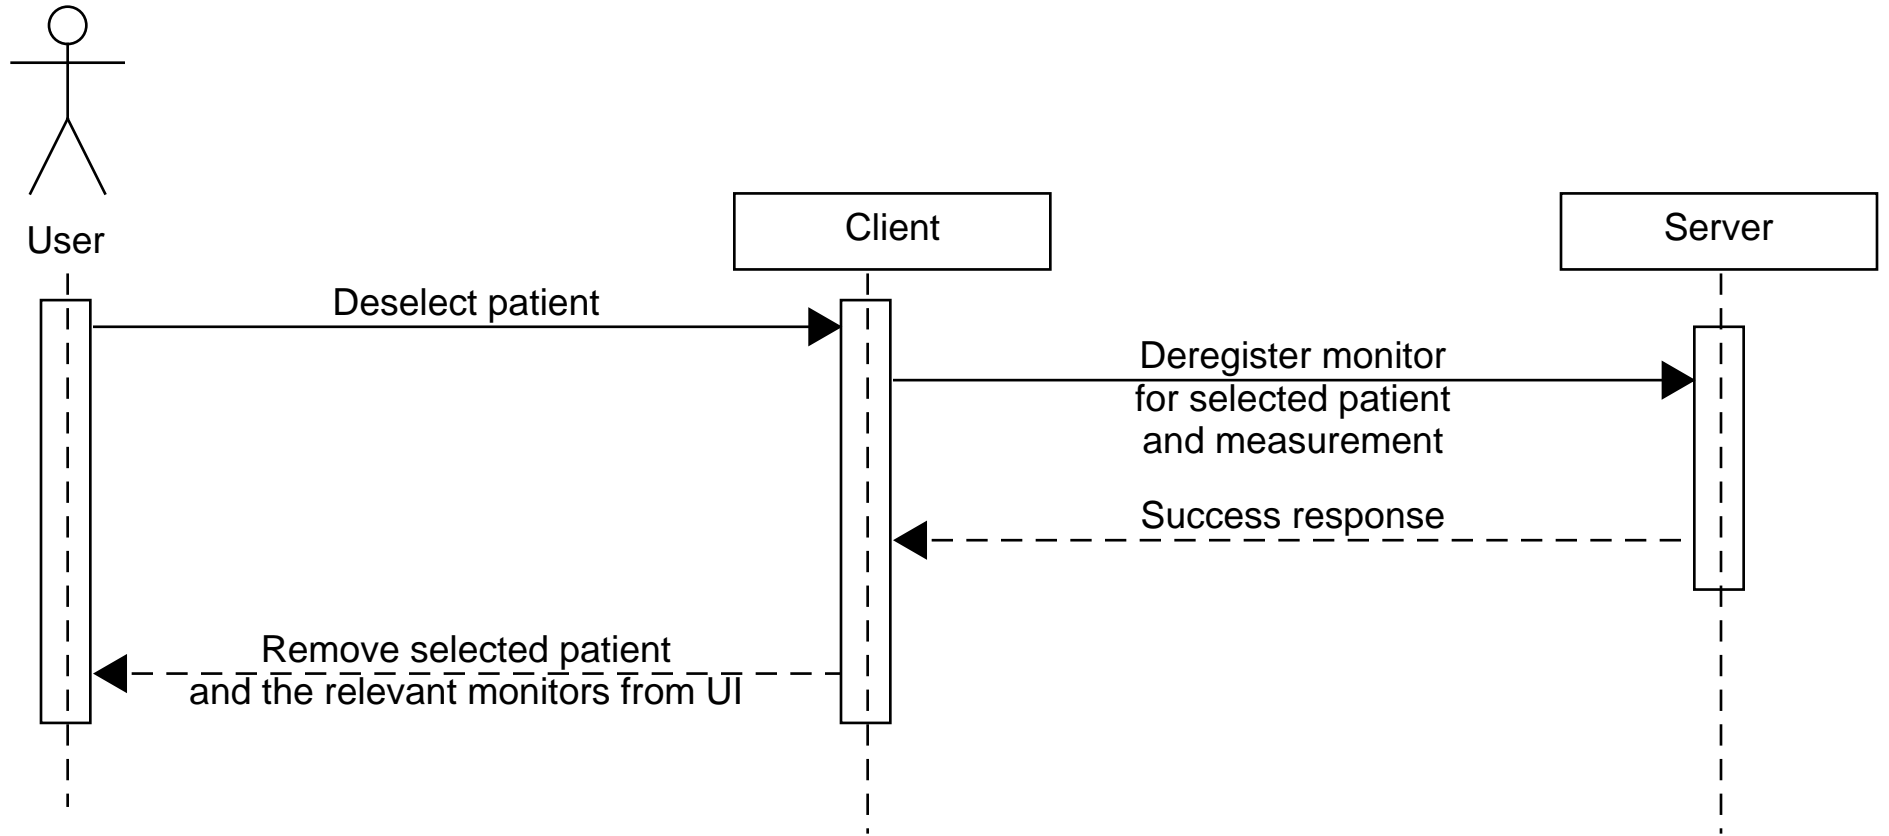 User
Client
Server
Deselect patient
Deregister monitor
for selected patient
and measurement
Success response
Remove selected patient
and the relevant monitors from UI